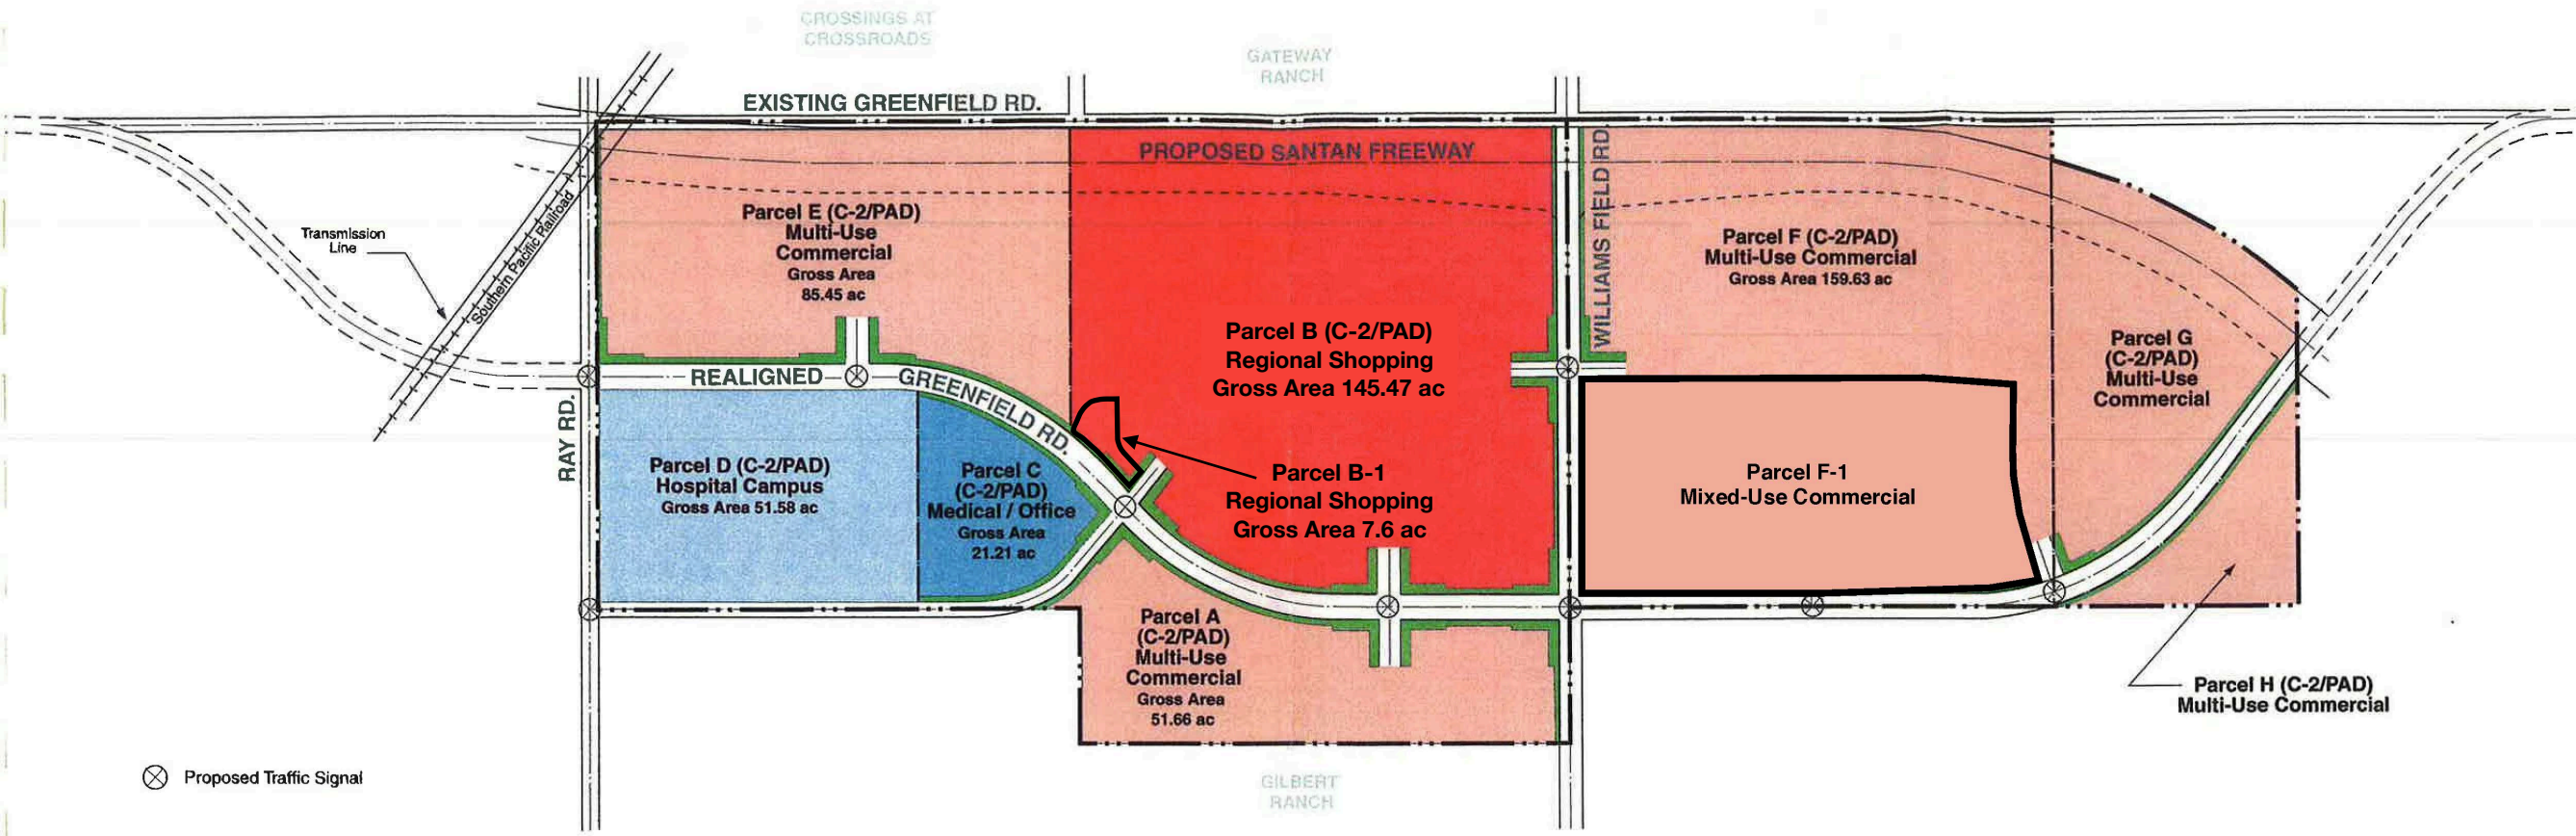 CROSSINGS AT
CROSSROADS
GATEWAY
RANCH
EXISTING GREENFIELD RD.
PROPOSED SANTAN FREEWAY
WILLIAMS FIELD RD.
Transmission
Line
Southern Pacific Railroad
Parcel E (C-2/PAD)
Multi-Use
Commercial
Gross Area
85.45 ac
Parcel F (C-2/PAD)
Multi-Use Commercial
Gross Area 159.63 ac
Parcel B (C-2/PAD)
Regional Shopping
Gross Area 145.47 ac
Parcel G
(C-2/PAD)
Multi-Use
Commercial
REALIGNED
GREENFIELD RD.
RAY RD.
Parcel D (C-2/PAD)
Hospital Campus
Gross Area 51.58 ac
Parcel C
(C-2/PAD)
Medical / Office
Gross Area
21.21 ac
Parcel B-1
Regional Shopping
Gross Area 7.6 ac
Parcel F-1
Mixed-Use Commercial
Parcel A
(C-2/PAD)
Multi-Use
Commercial
Gross Area
51.66 ac
Parcel H (C-2/PAD)
Multi-Use Commercial
Proposed Traffic Signal
GILBERT
RANCH